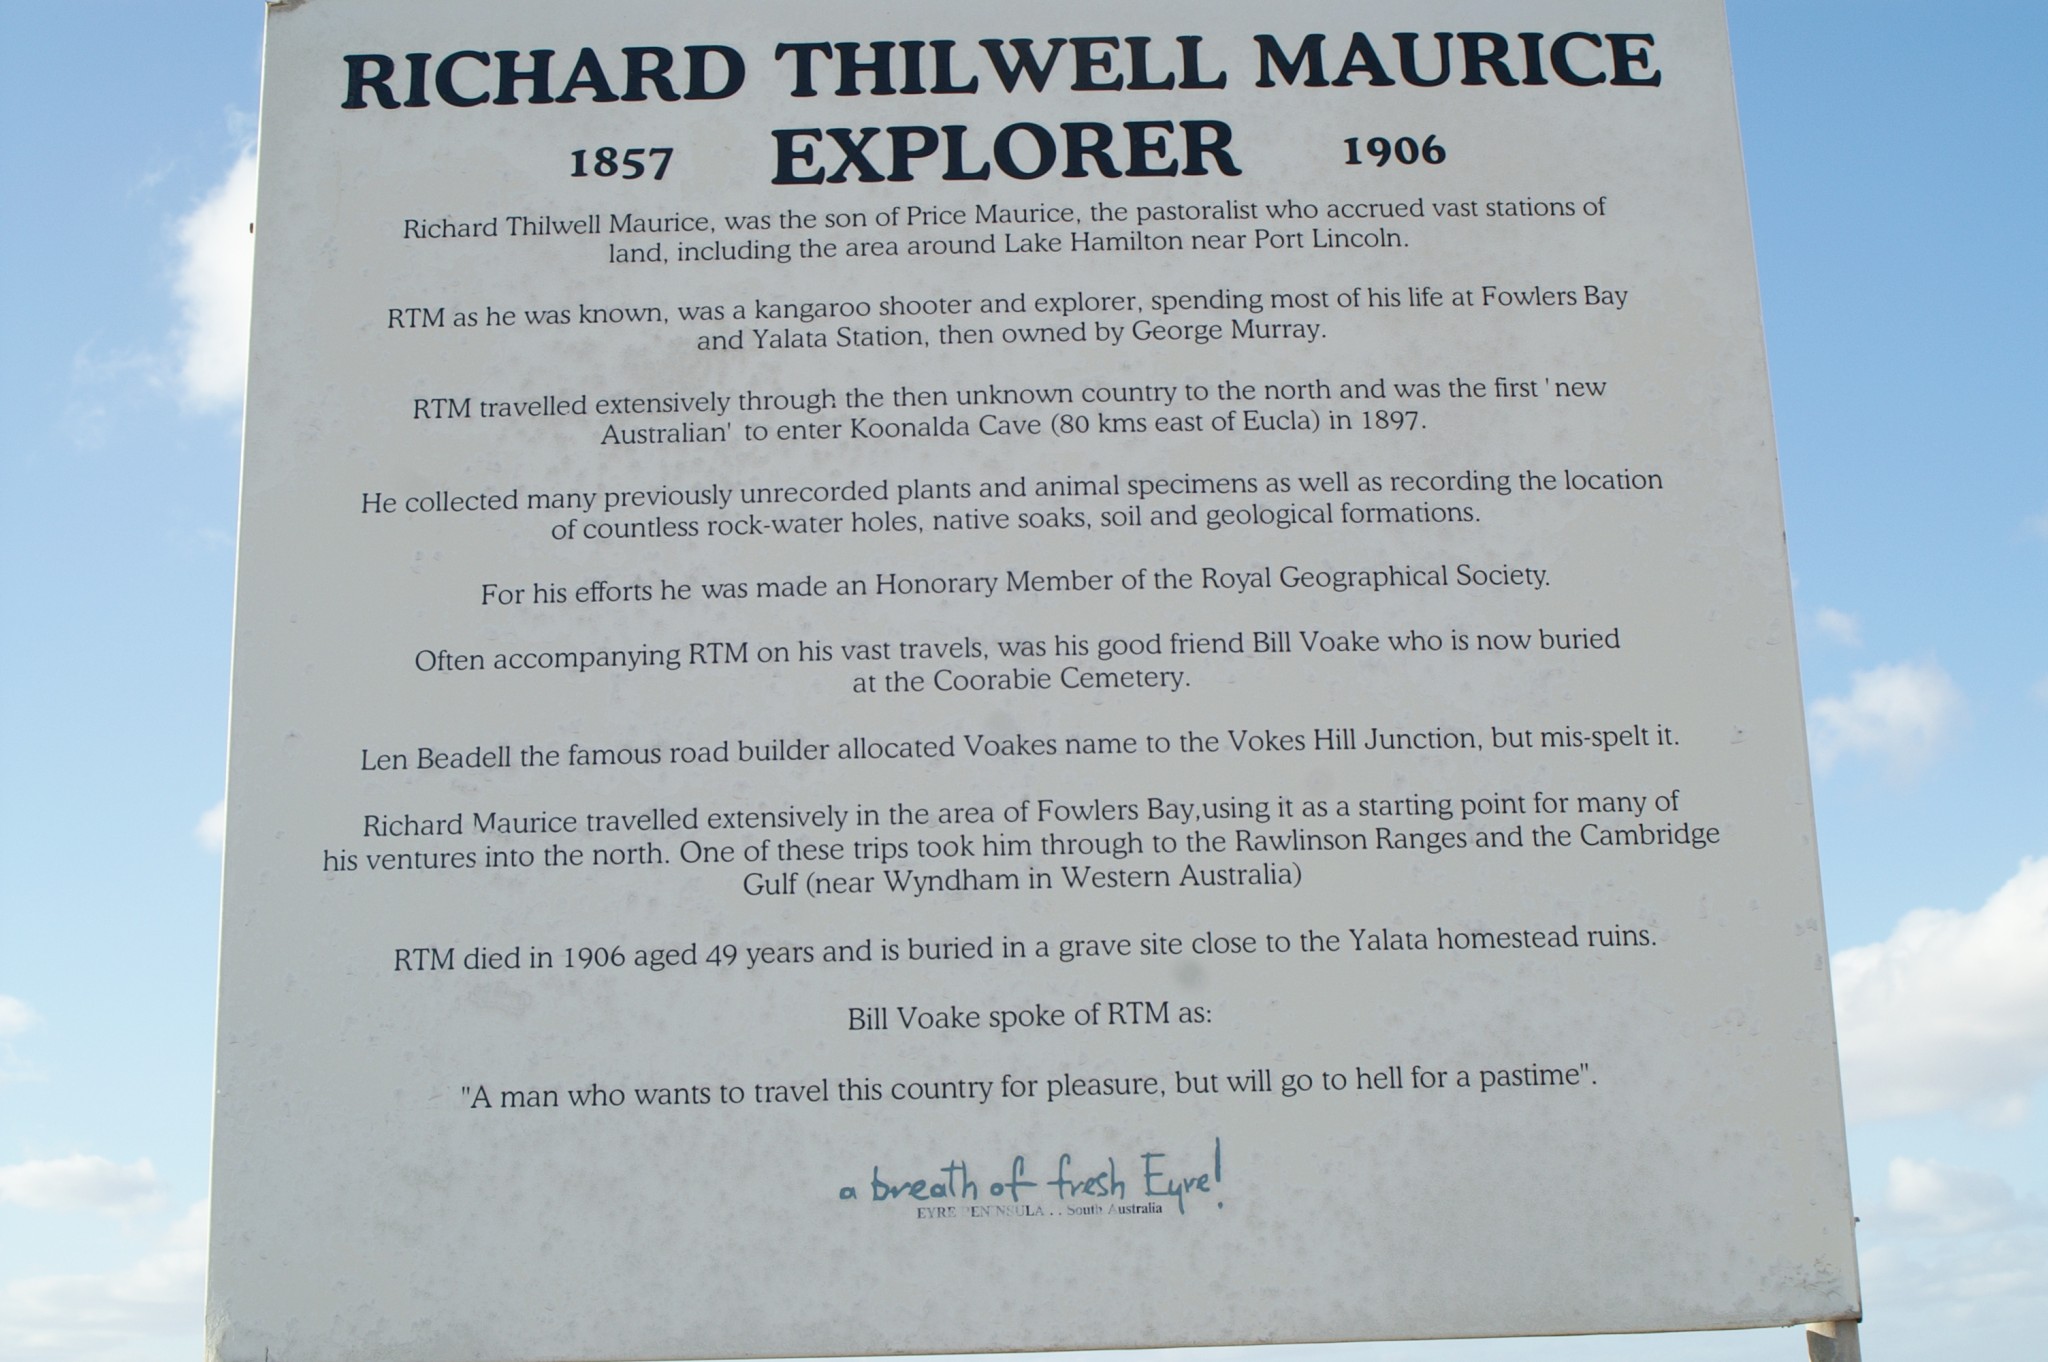 RICHARD THILWELL MAURICE
1857 EXPLORER 1906
Richard Thilwell Maurice, was the son of Price Maurice, the pastoralist who accrued vast stations of
land, including the area around Lake Hamilton near Port Lincoln.
RTM as he was known, was a kangaroo shooter and explorer, spending most of his life at Fowlers Bay
and Yalata Station, then owned by George Murray.
RTM travelled extensively through the then unknown country to the north and was the first 'new
Australian' to enter Koonalda Cave (80 kms east of Eucla) in 1897.
He collected many previously unrecorded plants and animal specimens as well as recording the location
of countless rock-water holes, native soaks, soil and geological formations.
For his efforts he was made an Honorary Member of the Royal Geographical Society.
Often accompanying RTM on his vast travels, was his good friend Bill Voake who is now buried
at the Coorabie Cemetery.
Len Beadell the famous road builder allocated Voakes name to the Vokes Hill Junction, but mis-spelt it.
Richard Maurice travelled extensively in the area of Fowlers Bay,using it as a starting point for many of
his ventures into the north. One of these trips took him through to the Rawlinson Ranges and the Cambridge
Gulf (near Wyndham in Western Australia)
RTM died in 1906 aged 49 years and is buried in a grave site close to the Yalata homestead ruins.
Bill Voake spoke of RTM as:
"A man who wants to travel this country for pleasure, but will go to hell for a pastime".
a breath of fresh Eyre!
EYRE PENINSULA . . South Australia